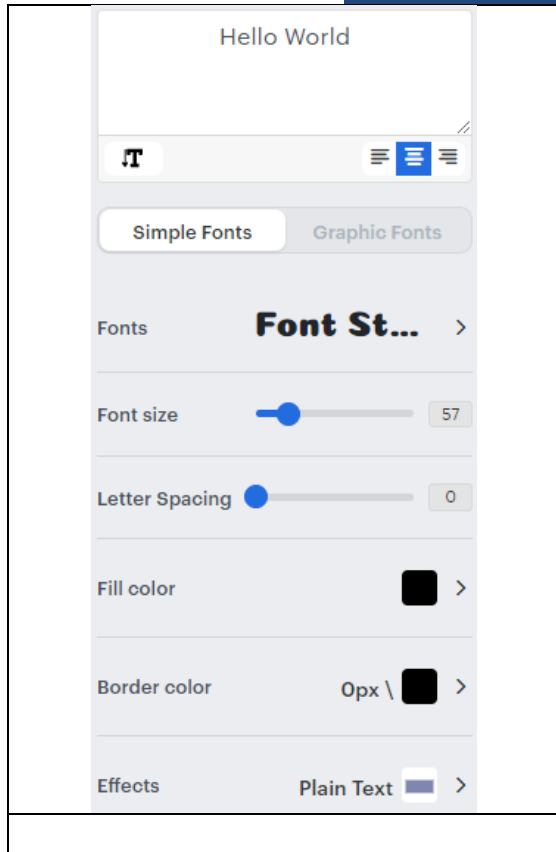 Hello World
T
Simple Fonts Graphic Fonts
Fonts Font St...
Font size 57
Letter Spacing 0
Fill color
Border color 0px \
Effects Plain Text